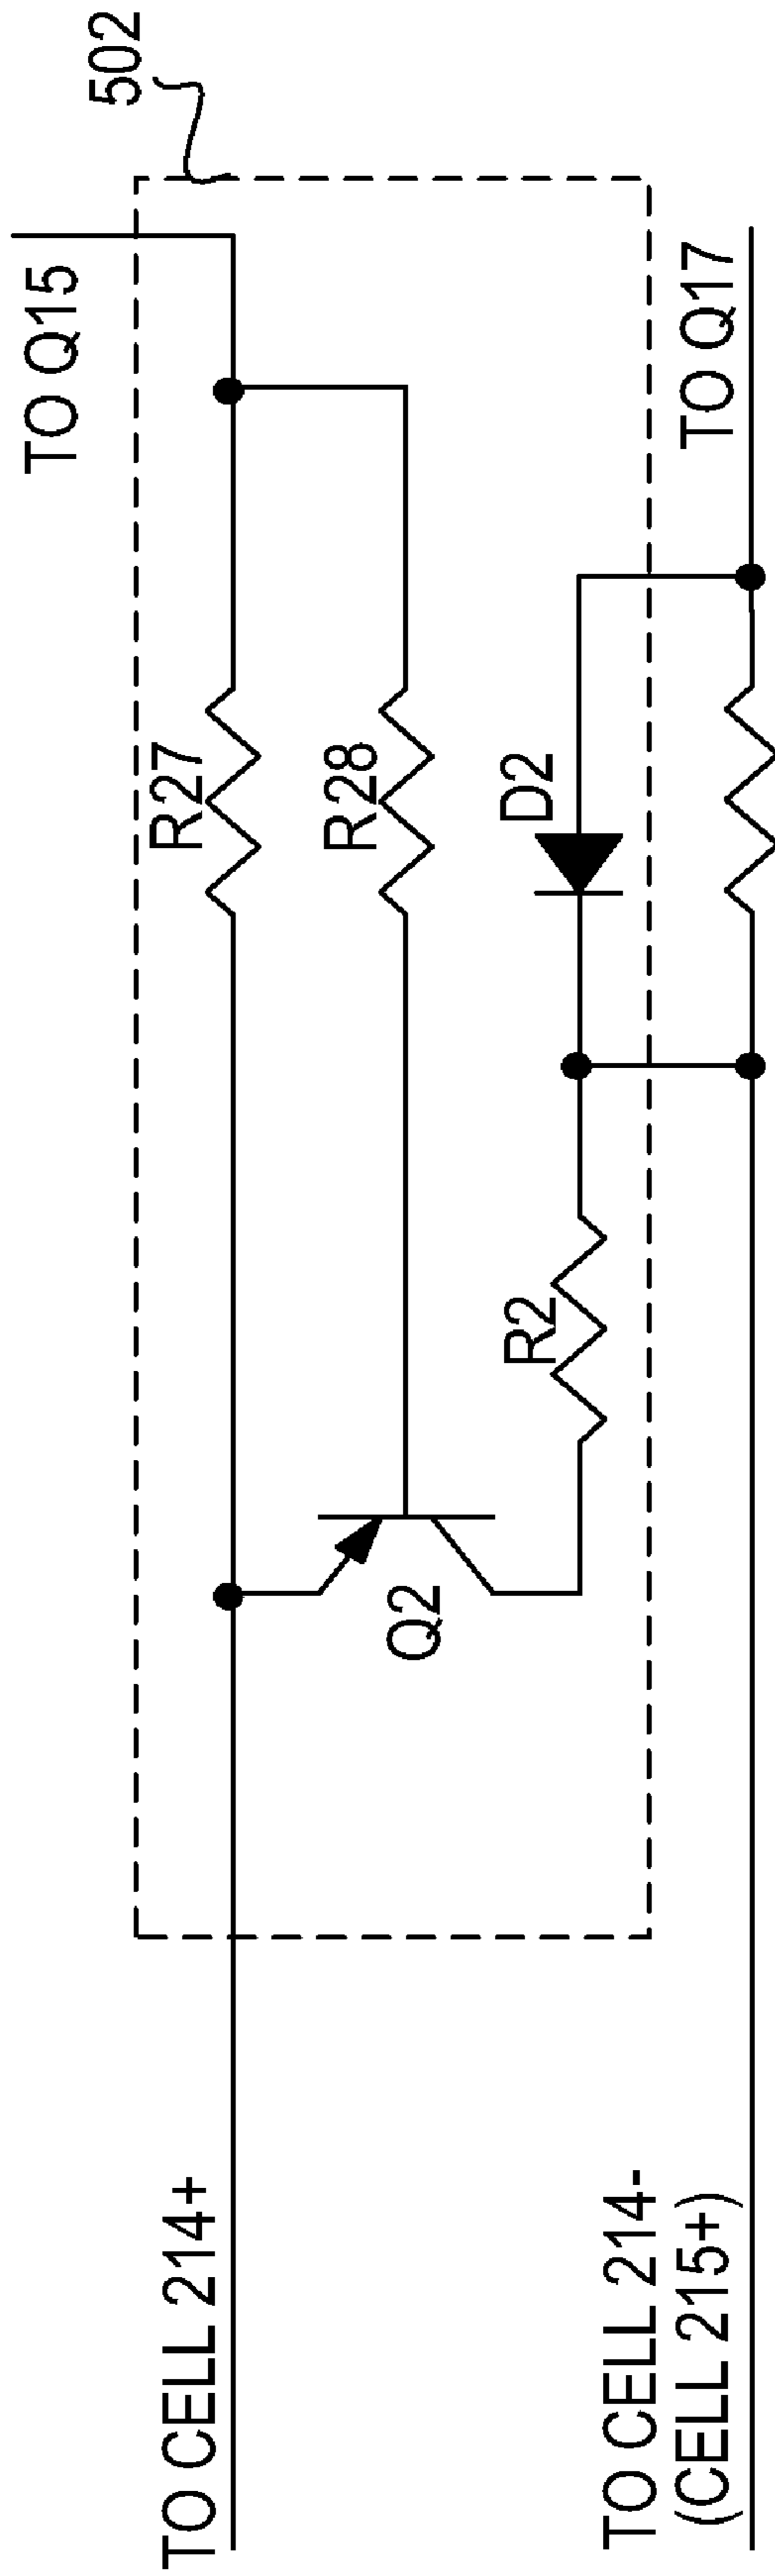 502
TO Q15
R27
R28
D2
TO Q17
R2
Q2
TO CELL 214+
TO CELL 214-
(CELL 215+)